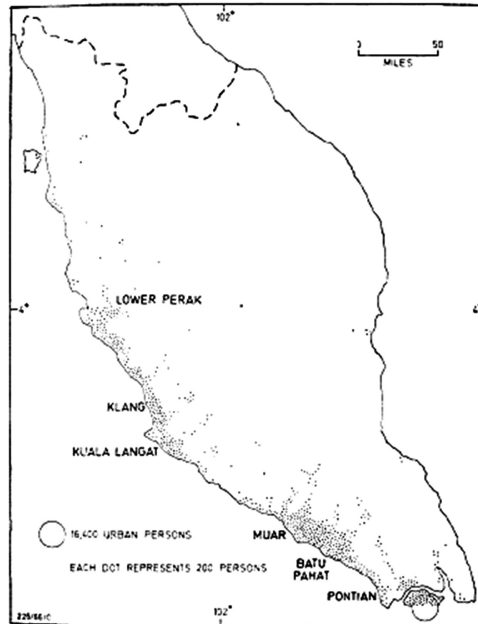 102°
0 50
MILES
4° 4
LOWER PERAK
KLANG
KUALA LANGAT
16,400 URBAN PERSONS
MUAR
BATU
PAHAT
EACH DOT REPRESENTS 200 PERSONS
PONTIAN
102°